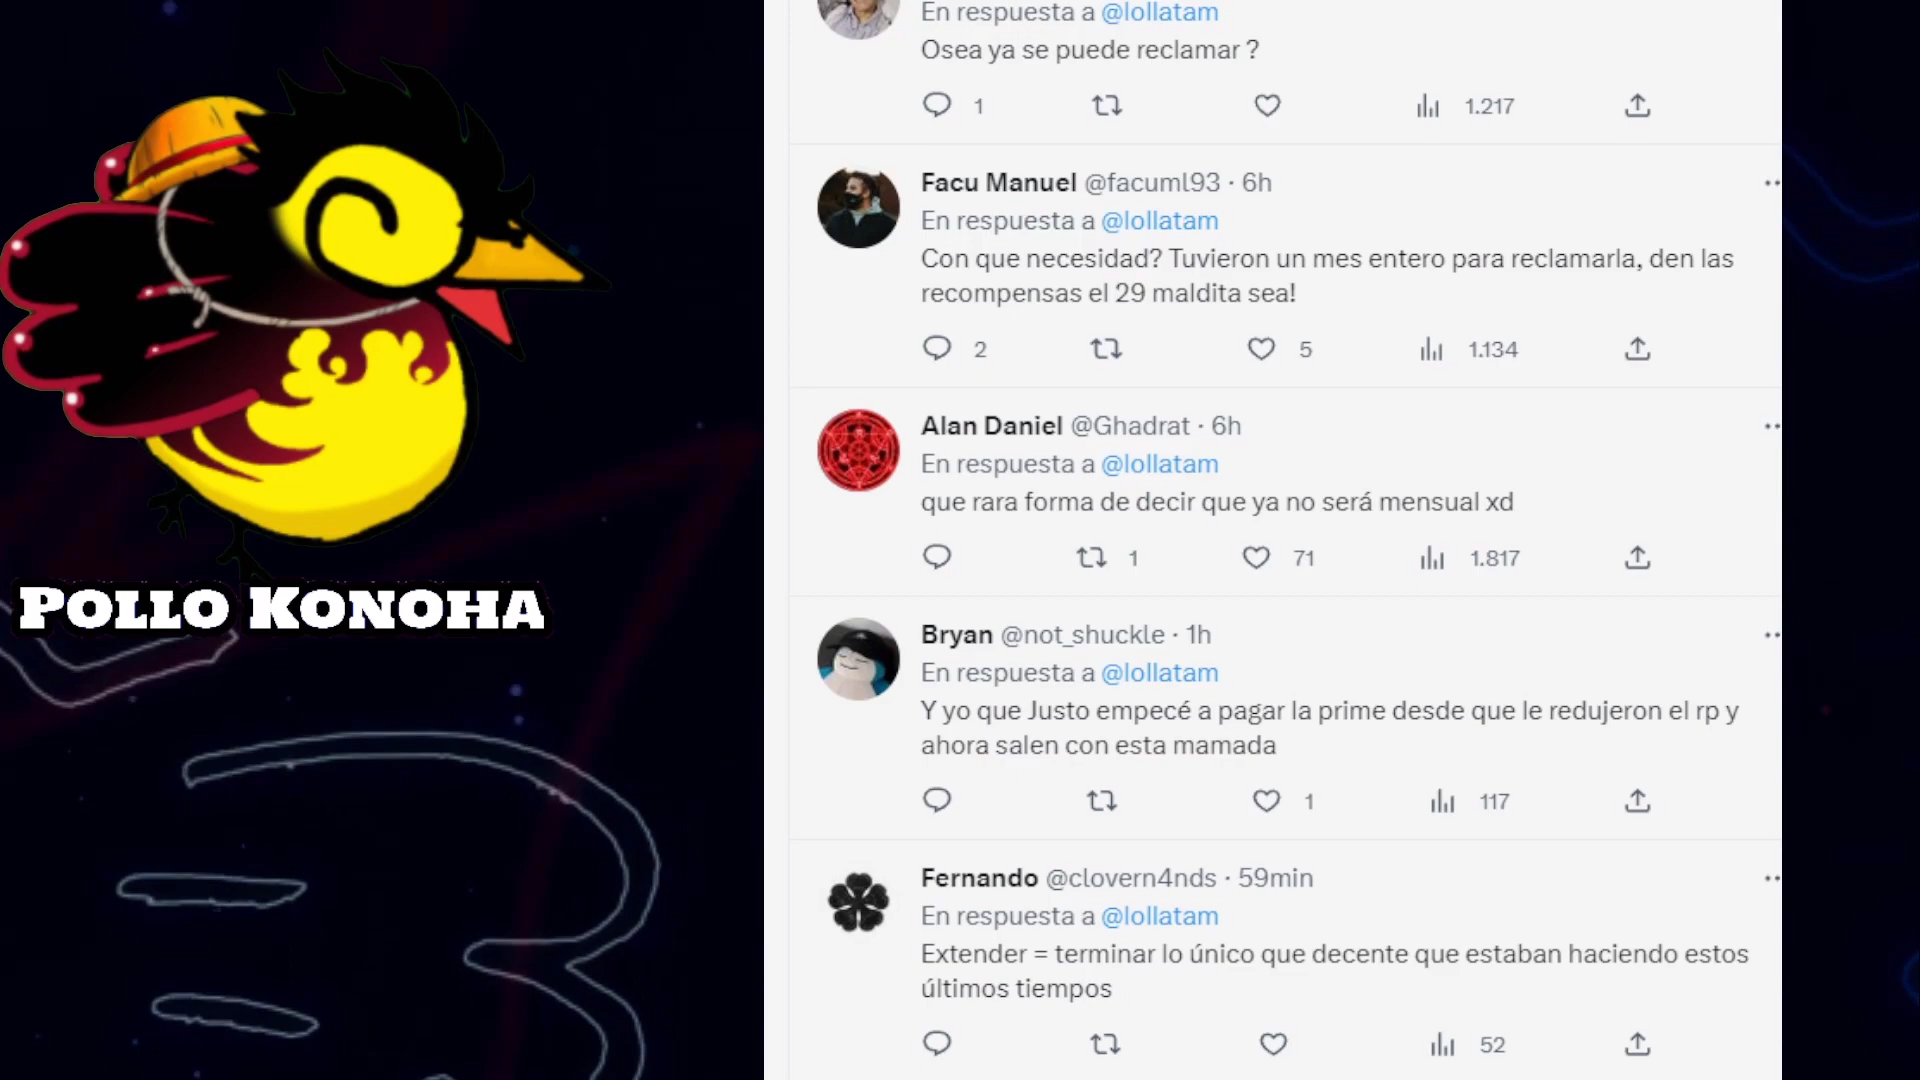 POLLO KONOHA
En respuesta a @lollatam
Osea ya se puede reclamar ?
1 1.217
Facu Manuel @facuml93 · 6h
En respuesta a @lollatam
Con que necesidad? Tuvieron un mes entero para reclamarla, den las
recompensas el 29 maldita sea!
2 5 1.134
Alan Daniel @Ghadrat · 6h
En respuesta a @lollatam
que rara forma de decir que ya no será mensual xd
1 71 1.817
Bryan @not_shuckle · 1h
En respuesta a @lollatam
Y yo que Justo empecé a pagar la prime desde que le redujeron el rp y
ahora salen con esta mamada
1 117
Fernando @clovern4nds · 59min
En respuesta a @lollatam
Extender = terminar lo único que decente que estaban haciendo estos
últimos tiempos
52